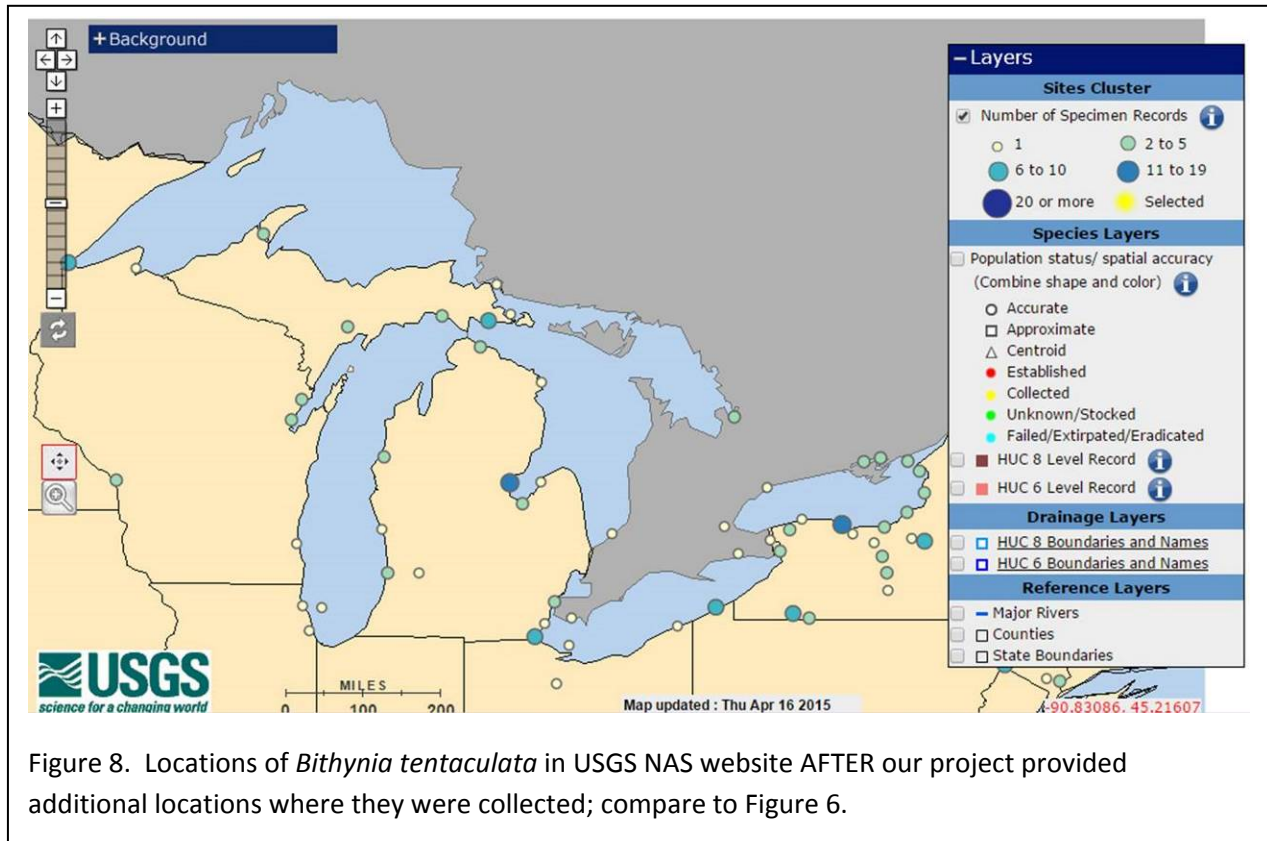 +Background
−Layers
Sites Cluster
Number of Specimen Records
1
2 to 5
6 to 10
11 to 19
20 or more
Selected
Species Layers
Population status/ spatial accuracy
(Combine shape and color)
Accurate
Approximate
Centroid
Established
Collected
Unknown/Stocked
Failed/Extirpated/Eradicated
HUC 8 Level Record
HUC 6 Level Record
Drainage Layers
HUC 8 Boundaries and Names
HUC 6 Boundaries and Names
Reference Layers
Major Rivers
Counties
State Boundaries
USGS
science for a changing world
MILES
0 100 200
Map updated : Thu Apr 16 2015
-90.83086, 45.21607
Figure 8. Locations of Bithynia tentaculata in USGS NAS website AFTER our project provided
additional locations where they were collected; compare to Figure 6.